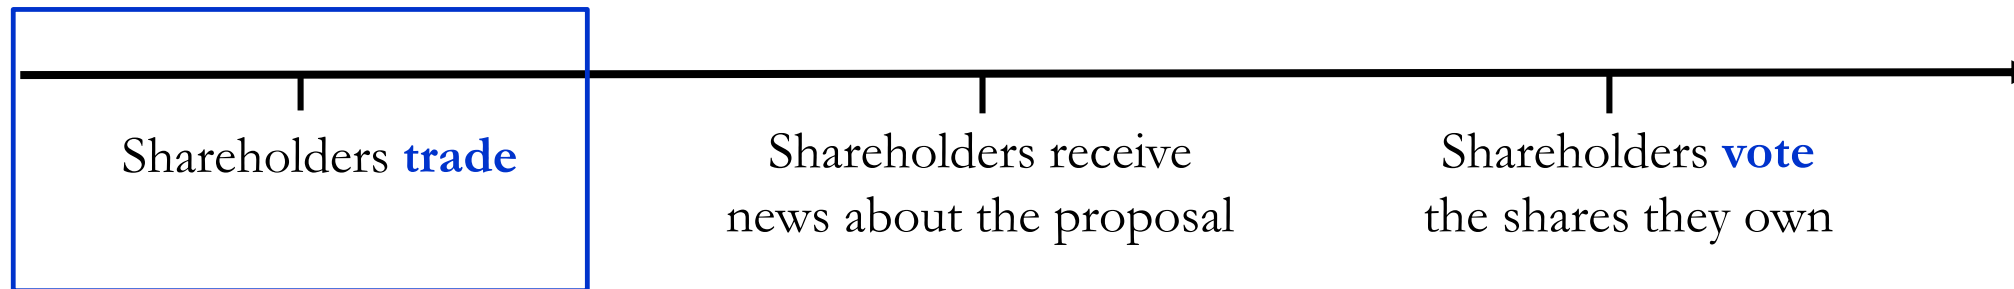 Shareholders trade
Shareholders receive
news about the proposal
Shareholders vote
the shares they own